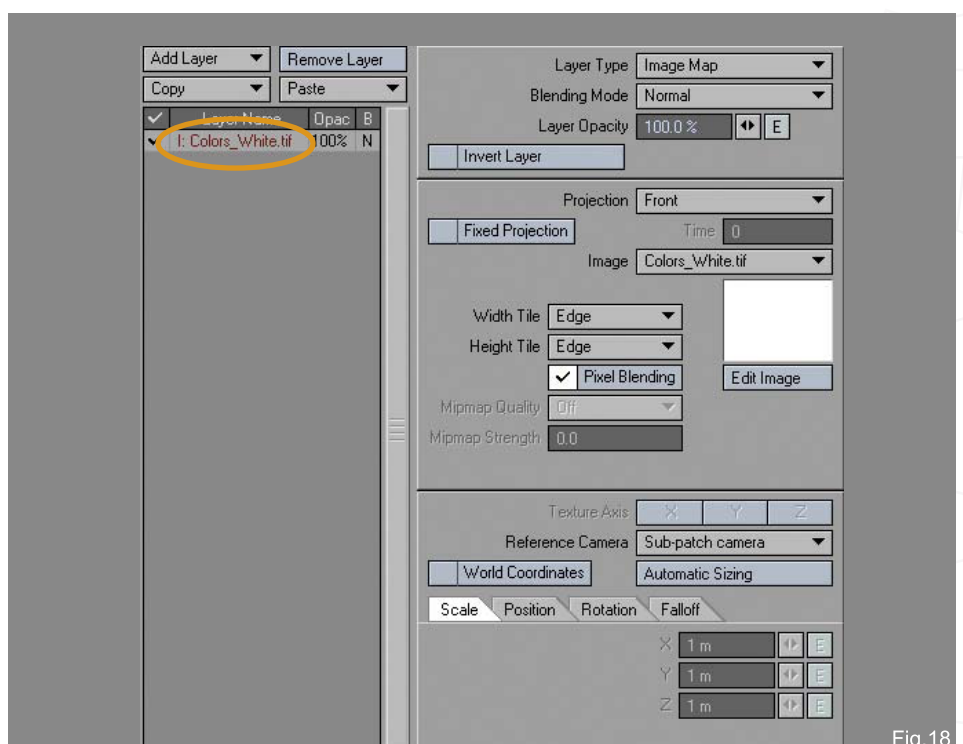 Add Layer Remove Layer
Copy Paste
Layer Name Opac B
I: Colors_White.tif 100% N
Layer Type Image Map
Blending Mode Normal
Layer Opacity 100.0 % E
Invert Layer
Projection Front
Fixed Projection Time 0
Image Colors_White.tif
Width Tile Edge
Height Tile Edge
Pixel Blending Edit Image
Mipmap Quality Off
Mipmap Strength 0.0
Texture Axis X Y Z
Reference Camera Sub-patch camera
World Coordinates Automatic Sizing
Scale Position Rotation Falloff
X 1 m E
Y 1 m E
Z 1 m E
Fig.18